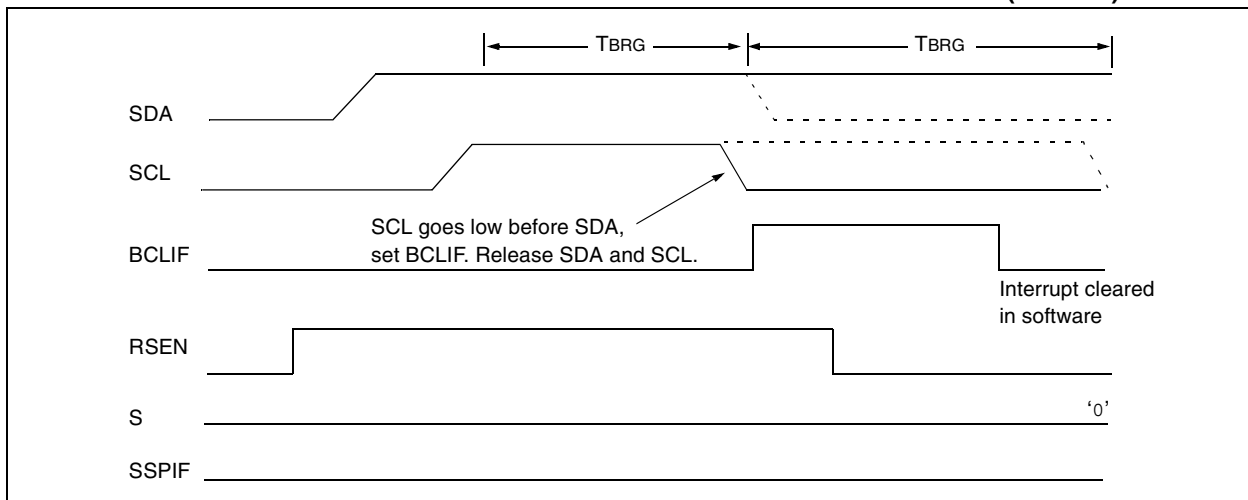 TBRG TBRG
SDA
SCL
SCL goes low before SDA,
set BCLIF. Release SDA and SCL.
BCLIF
Interrupt cleared
in software
RSEN
S '0'
SSPIF